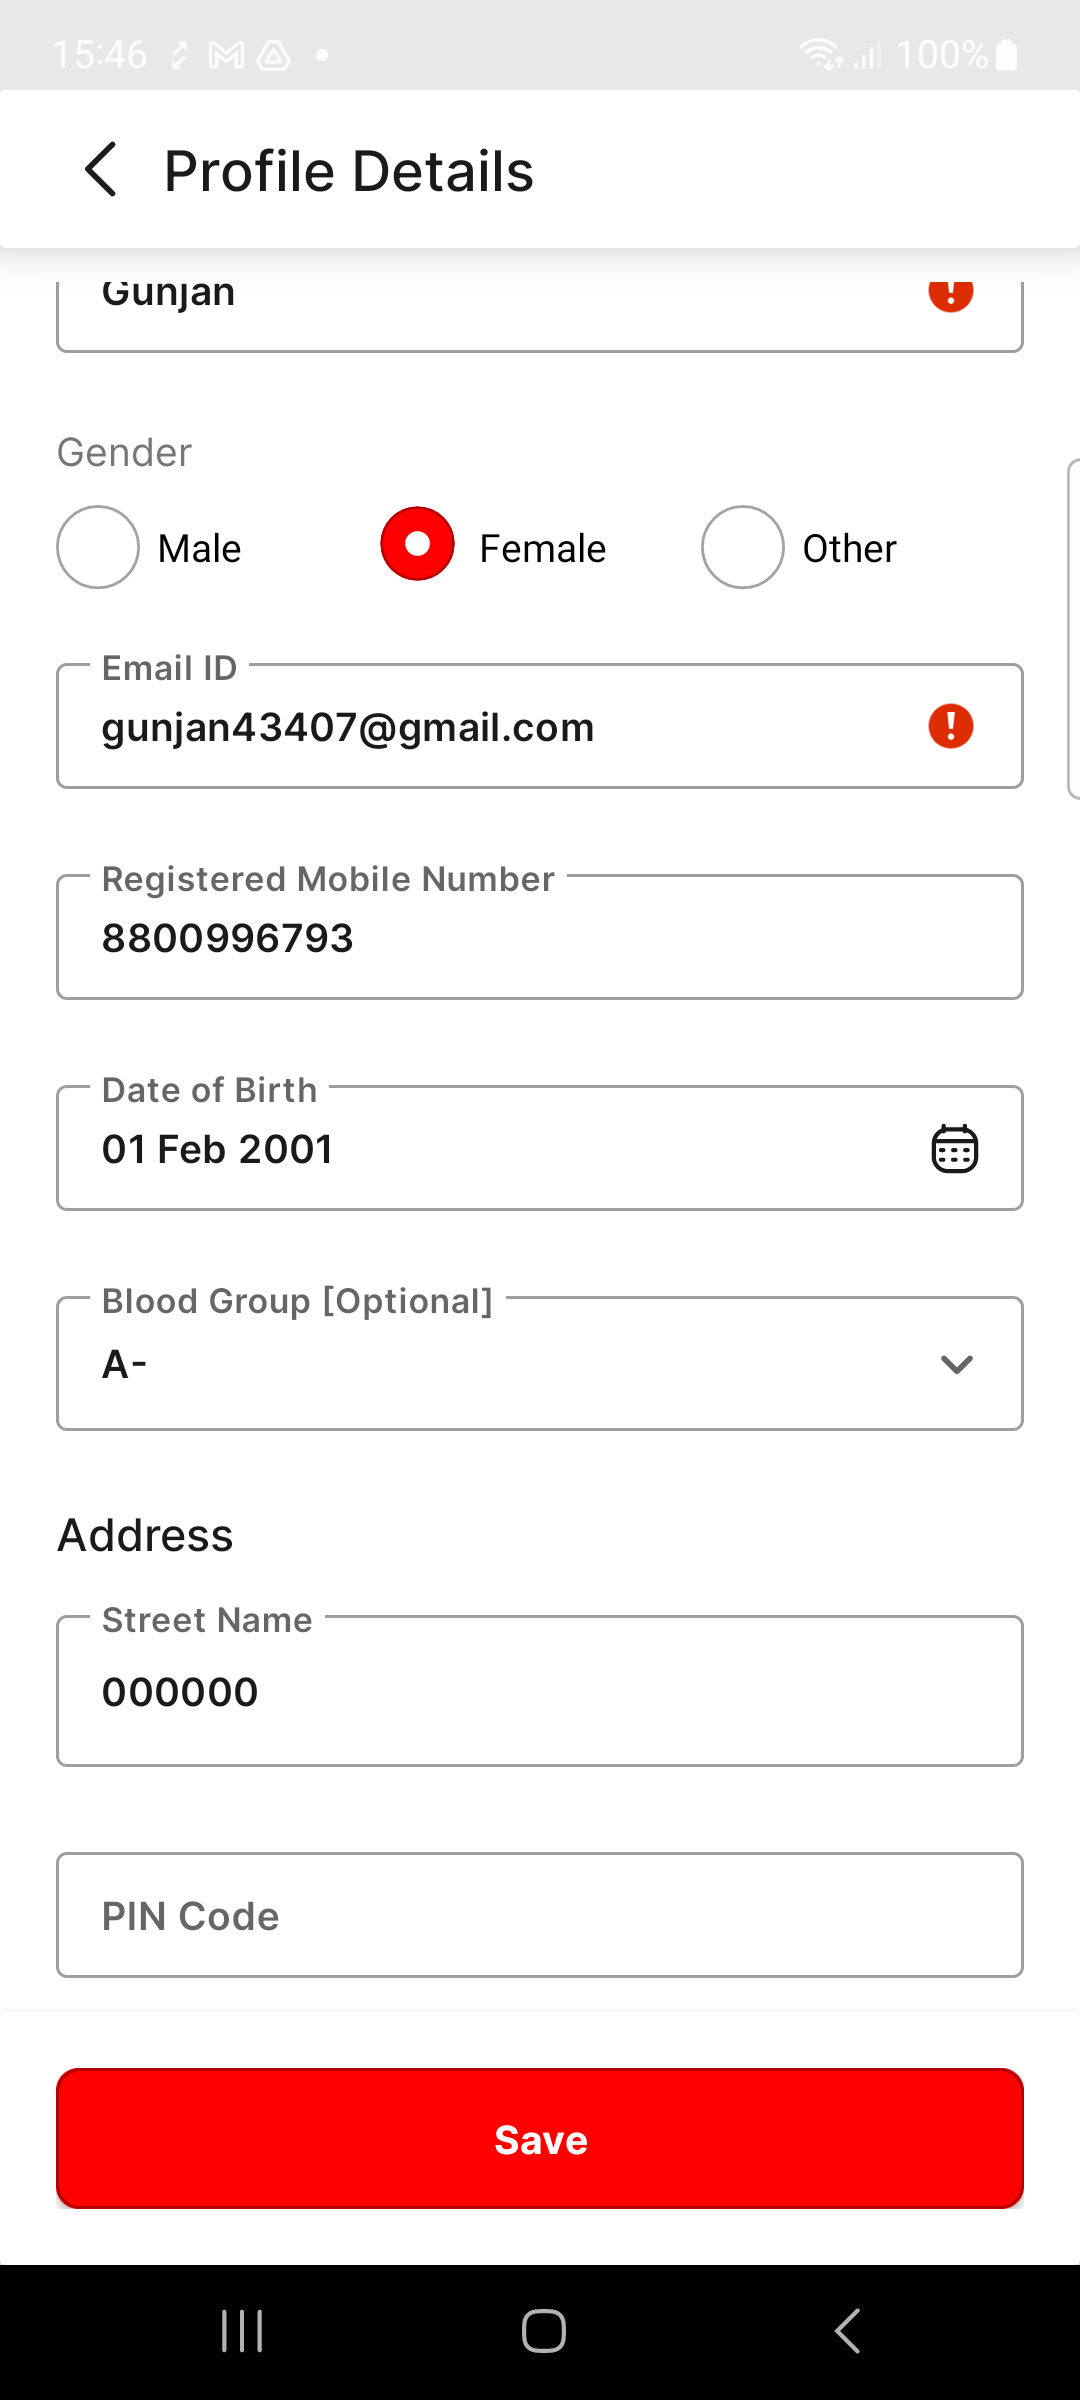 15:46
100%
Profile Details
Gunjan
Gender
Male Female Other
Email ID
gunjan43407@gmail.com
Registered Mobile Number
8800996793
Date of Birth
01 Feb 2001
Blood Group [Optional]
A-
Address
Street Name
000000
PIN Code
Save